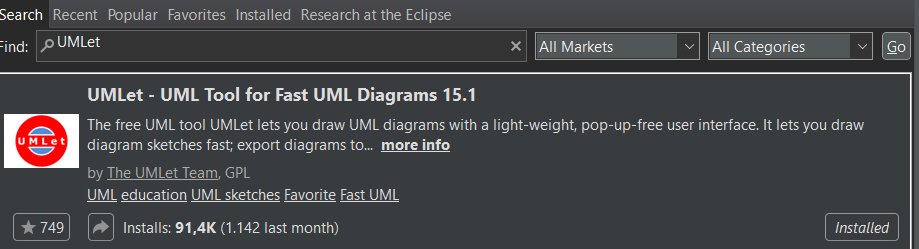 Search Recent Popular Favorites Installed Research at the Eclipse
Find: UMLet All Markets All Categories Go
UMLet - UML Tool for Fast UML Diagrams 15.1
UMLet
The free UML tool UMLet lets you draw UML diagrams with a light-weight, pop-up-free user interface. It lets you draw
diagram sketches fast; export diagrams to... more info
by The UMLet Team, GPL
UML education UML sketches Favorite Fast UML
749 Installs: 91,4K (1.142 last month) Installed